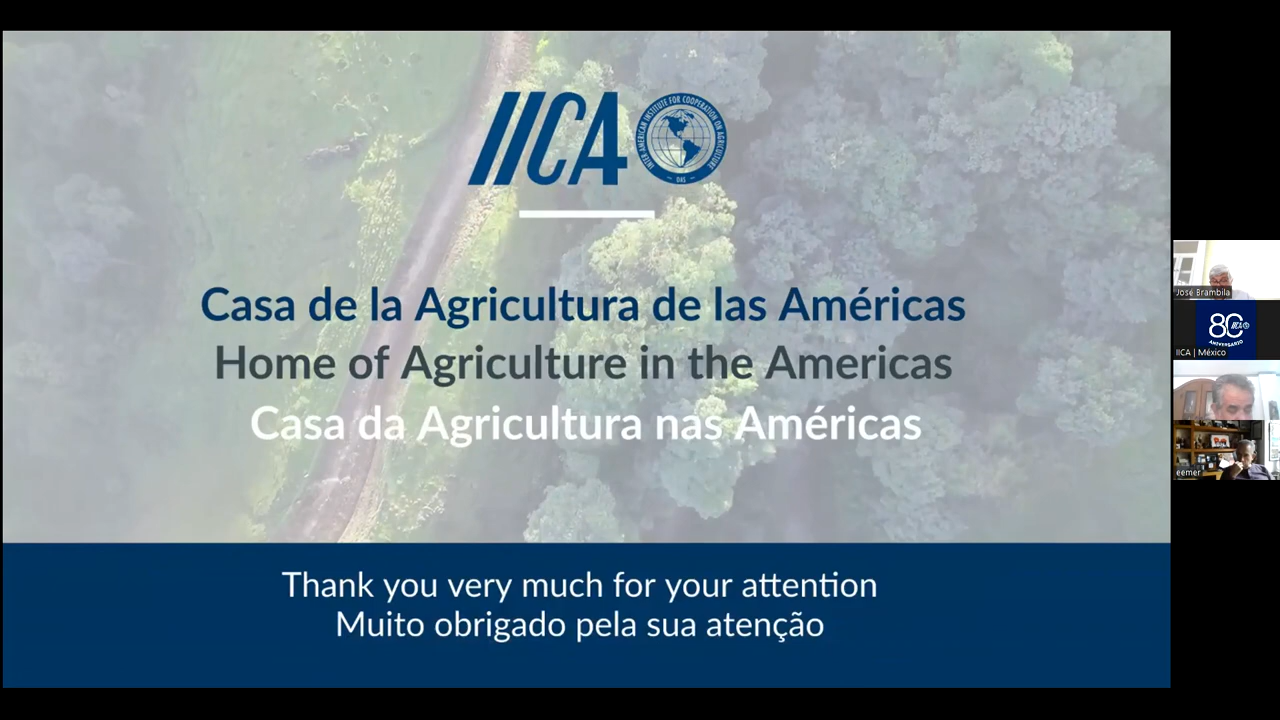 IICA
INTER AMERICAN INSTITUTE FOR COOPERATION ON AGRICULTURE
- OAS -
Casa de la Agricultura de las Américas
Home of Agriculture in the Americas
Casa da Agricultura nas Américas
Thank you very much for your attention
Muito obrigado pela sua atenção
José Brambila
80 IICA
ANIVERSARIO
IICA | México
eemer